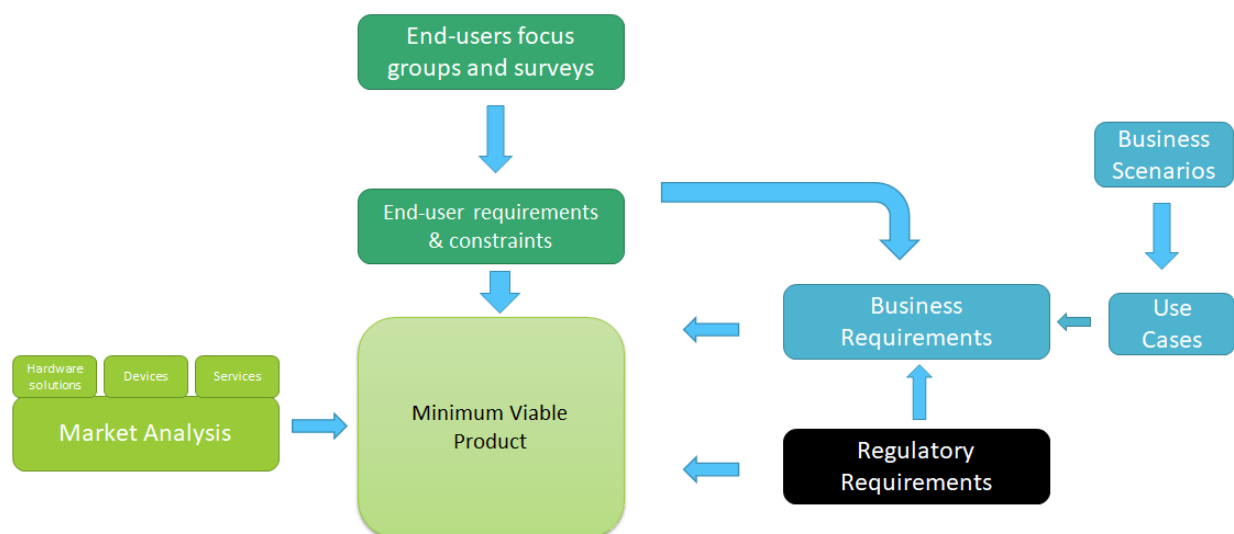 End-users focus
groups and surveys
Business
Scenarios
End-user requirements
& constraints
Business
Requirements
Use
Cases
Hardware
solutions
Devices
Services
Market Analysis
Minimum Viable
Product
Regulatory
Requirements